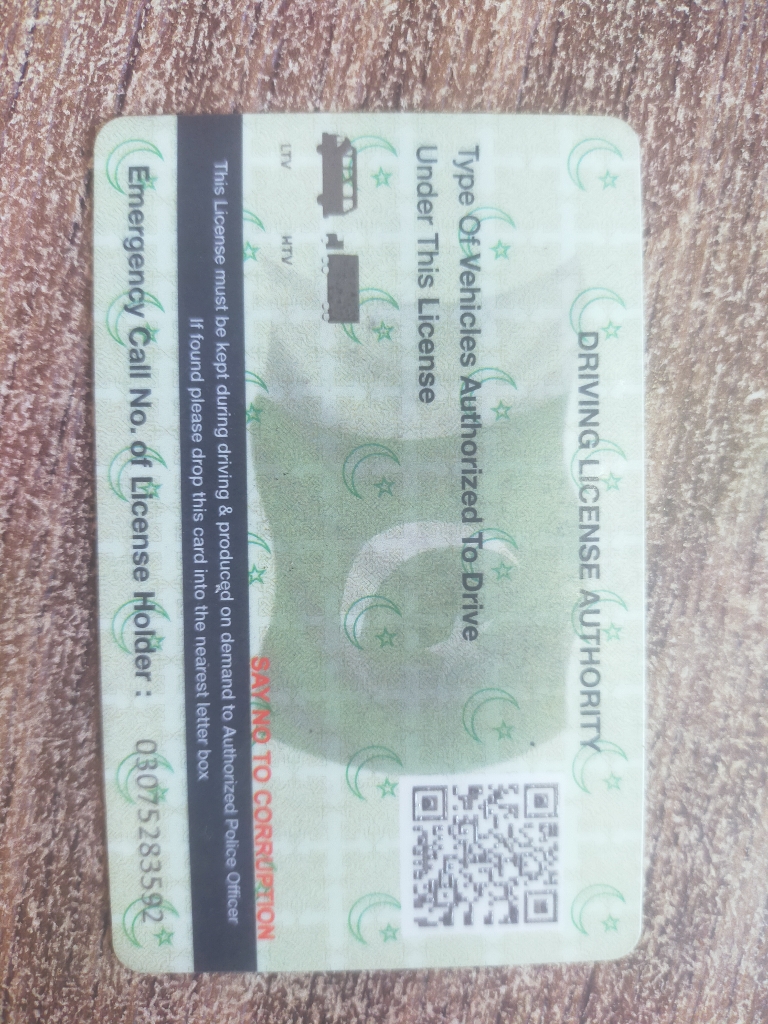 DRIVING LICENSE AUTHORITY
Type Of Vehicles Authorized To Drive
Under This License
LTV HTV
SAY NO TO CORRUPTION
This License must be kept during driving & produced on demand to Authorized Police Officer
If found please drop this card into the nearest letter box
Emergency Call No. of License Holder : 03075283592